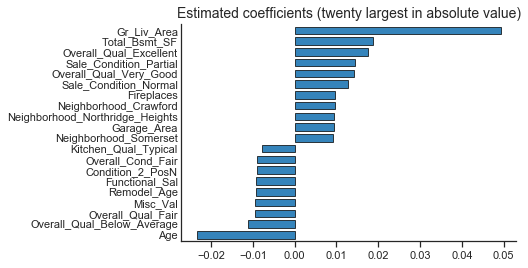 Estimated coefficients (twenty largest in absolute value)
Gr_Liv_Area
Total_Bsmt_SF
Overall_Qual_Excellent
Sale_Condition_Partial
Overall_Qual_Very_Good
Sale_Condition_Normal
Fireplaces
Neighborhood_Crawford
Neighborhood_Northridge_Heights
Garage_Area
Neighborhood_Somerset
Kitchen_Qual_Typical
Overall_Cond_Fair
Condition_2_PosN
Functional_Sal
Remodel_Age
Misc_Val
Overall_Qual_Fair
Overall_Qual_Below_Average
Age
−0.02 −0.01 0.00 0.01 0.02 0.03 0.04 0.05